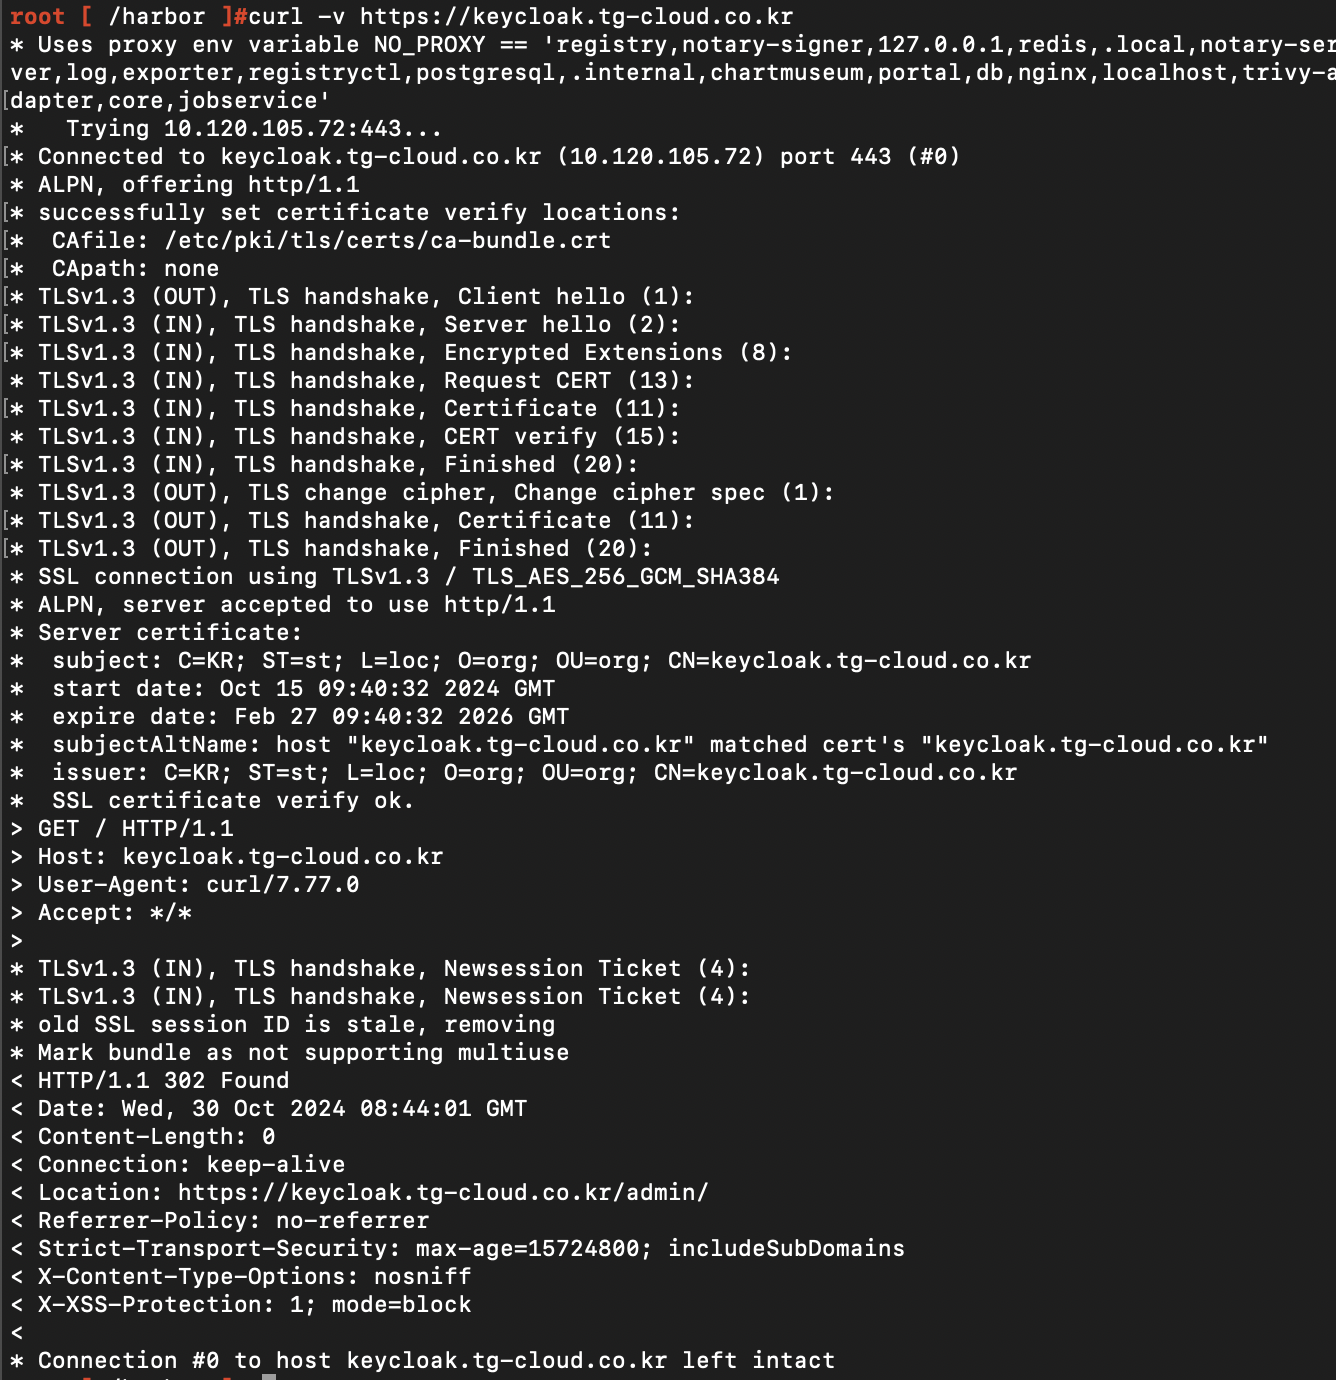 root [ /harbor ]#curl -v https://keycloak.tg-cloud.co.kr
* Uses proxy env variable NO_PROXY == 'registry,notary-signer,127.0.0.1,redis,.local,notary-ser
ver,log,exporter,registryctl,postgresql,.internal,chartmuseum,portal,db,nginx,localhost,trivy-a
[dapter,core,jobservice'
*   Trying 10.120.105.72:443...
[* Connected to keycloak.tg-cloud.co.kr (10.120.105.72) port 443 (#0)
* ALPN, offering http/1.1
[* successfully set certificate verify locations:
[*  CAfile: /etc/pki/tls/certs/ca-bundle.crt
[*  CApath: none
[* TLSv1.3 (OUT), TLS handshake, Client hello (1):
[* TLSv1.3 (IN), TLS handshake, Server hello (2):
[* TLSv1.3 (IN), TLS handshake, Encrypted Extensions (8):
* TLSv1.3 (IN), TLS handshake, Request CERT (13):
[* TLSv1.3 (IN), TLS handshake, Certificate (11):
* TLSv1.3 (IN), TLS handshake, CERT verify (15):
[* TLSv1.3 (IN), TLS handshake, Finished (20):
* TLSv1.3 (OUT), TLS change cipher, Change cipher spec (1):
[* TLSv1.3 (OUT), TLS handshake, Certificate (11):
[* TLSv1.3 (OUT), TLS handshake, Finished (20):
* SSL connection using TLSv1.3 / TLS_AES_256_GCM_SHA384
* ALPN, server accepted to use http/1.1
* Server certificate:
*  subject: C=KR; ST=st; L=loc; O=org; OU=org; CN=keycloak.tg-cloud.co.kr
*  start date: Oct 15 09:40:32 2024 GMT
*  expire date: Feb 27 09:40:32 2026 GMT
*  subjectAltName: host "keycloak.tg-cloud.co.kr" matched cert's "keycloak.tg-cloud.co.kr"
*  issuer: C=KR; ST=st; L=loc; O=org; OU=org; CN=keycloak.tg-cloud.co.kr
*  SSL certificate verify ok.
> GET / HTTP/1.1
> Host: keycloak.tg-cloud.co.kr
> User-Agent: curl/7.77.0
> Accept: */*
>
* TLSv1.3 (IN), TLS handshake, Newsession Ticket (4):
* TLSv1.3 (IN), TLS handshake, Newsession Ticket (4):
* old SSL session ID is stale, removing
* Mark bundle as not supporting multiuse
< HTTP/1.1 302 Found
< Date: Wed, 30 Oct 2024 08:44:01 GMT
< Content-Length: 0
< Connection: keep-alive
< Location: https://keycloak.tg-cloud.co.kr/admin/
< Referrer-Policy: no-referrer
< Strict-Transport-Security: max-age=15724800; includeSubDomains
< X-Content-Type-Options: nosniff
< X-XSS-Protection: 1; mode=block
<
* Connection #0 to host keycloak.tg-cloud.co.kr left intact